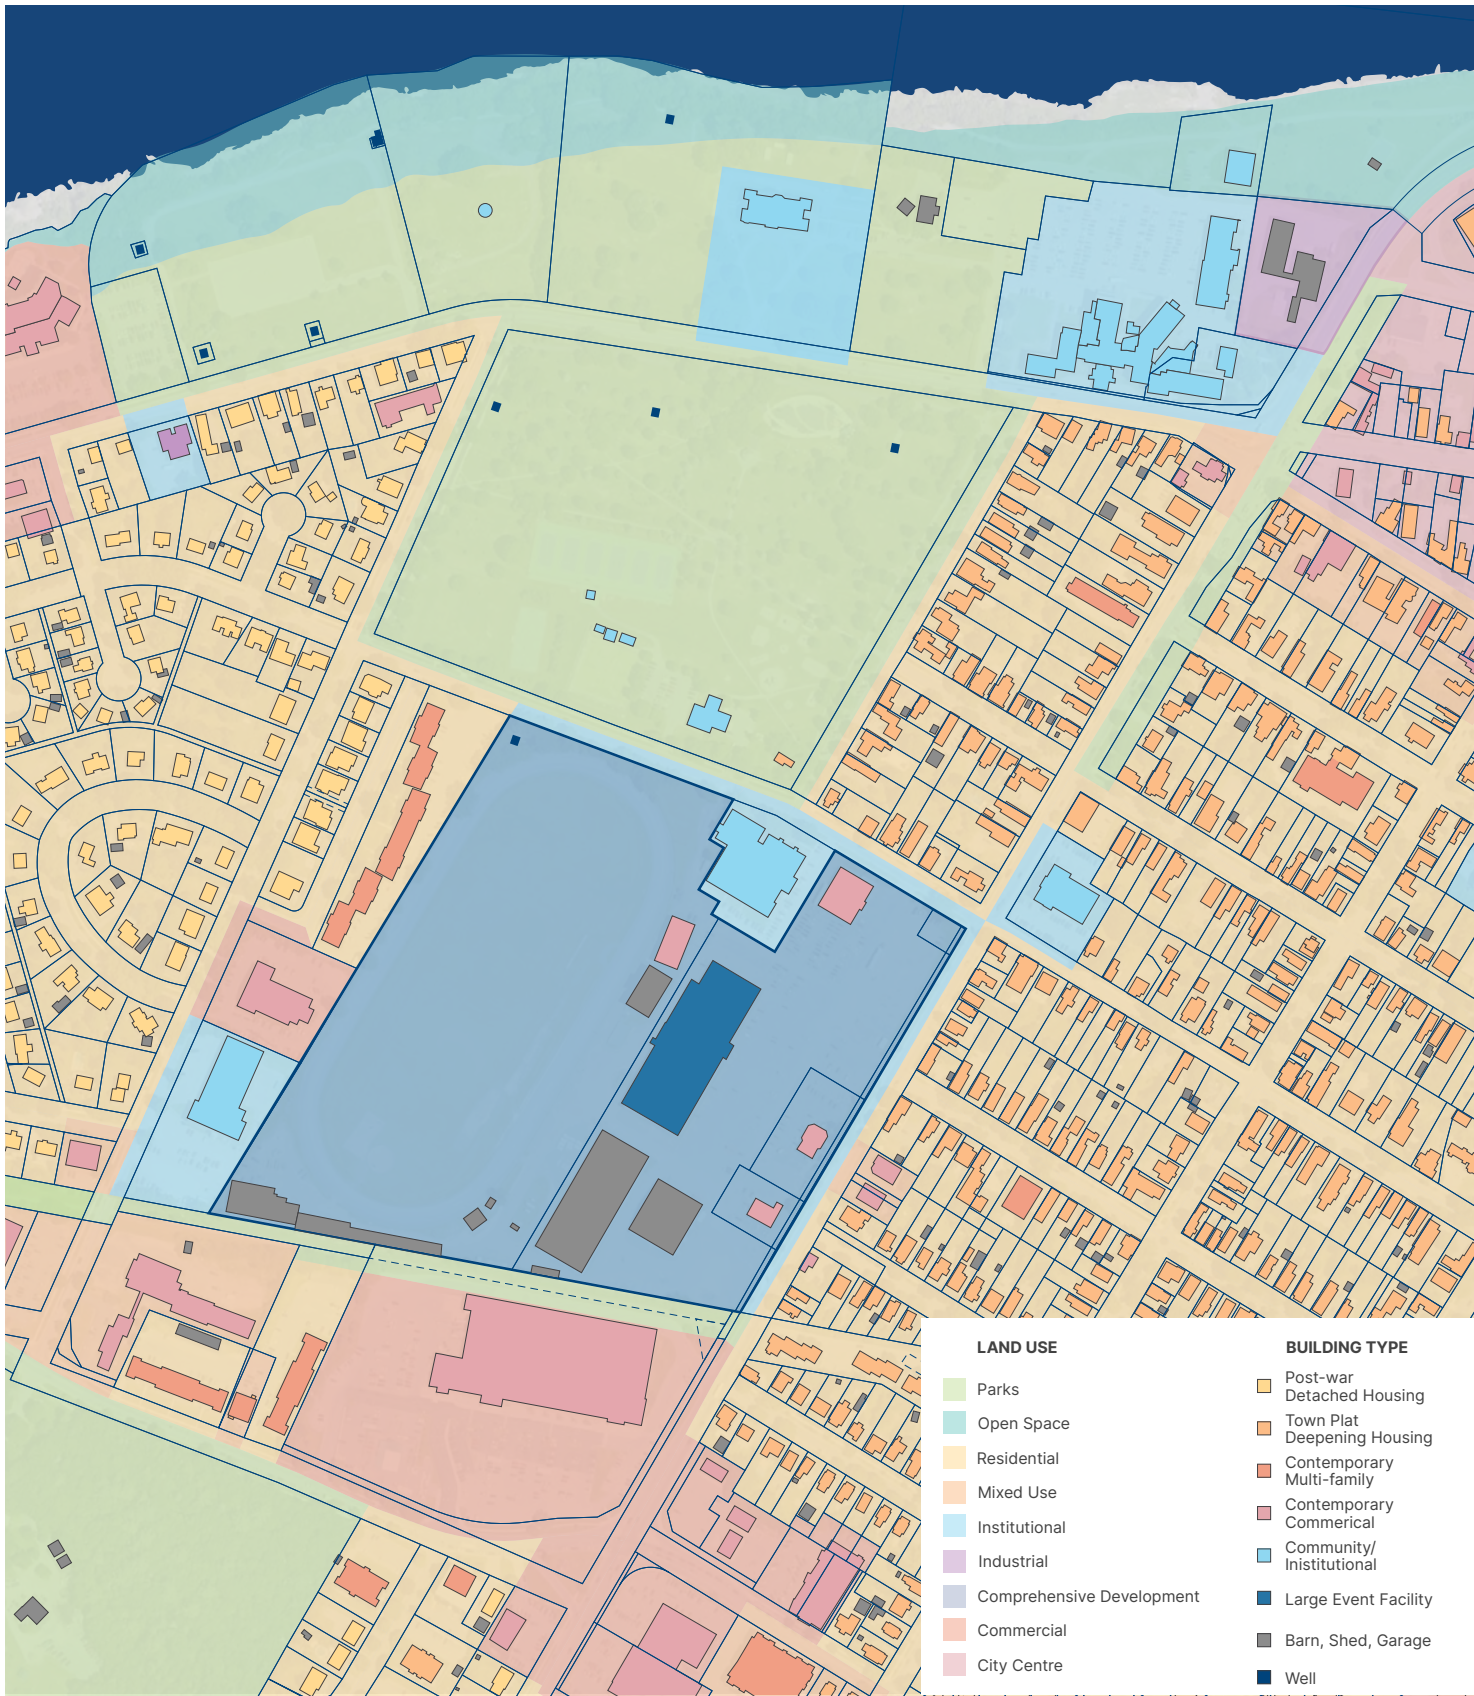 LAND USE
Parks
Open Space
Residential
Mixed Use
Institutional
Industrial
Comprehensive Development
Commercial
City Centre
BUILDING TYPE
Post-war
Detached Housing
Town Plat
Deepening Housing
Contemporary
Multi-family
Contemporary
Commerical
Community/
Inistitutional
Large Event Facility
Barn, Shed, Garage
Well